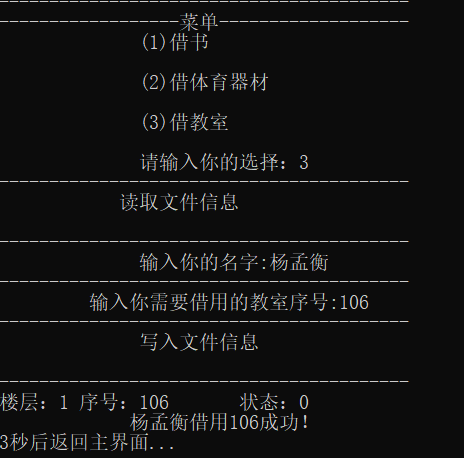 -----------------------------------------
------------------菜单-------------------
(1)借书
(2)借体育器材
(3)借教室
请输入你的选择: 3
-----------------------------------------
读取文件信息
-----------------------------------------
输入你的名字:杨孟衡
-----------------------------------------
输入你需要借用的教室序号:106
-----------------------------------------
写入文件信息
-----------------------------------------
楼层: 1 序号: 106 状态: 0
杨孟衡借用106成功!
3秒后返回主界面...